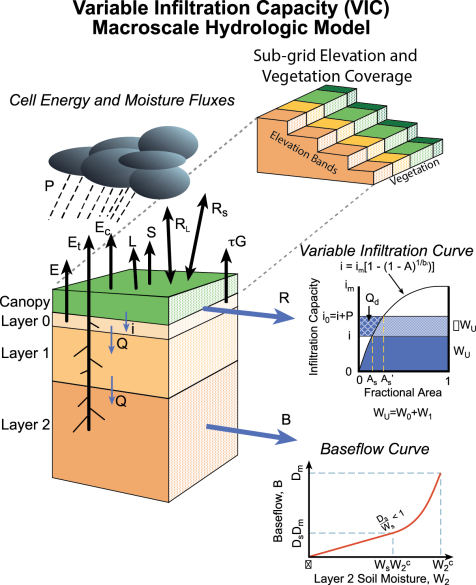 Variable Infiltration Capacity (VIC)
Macroscale Hydrologic Model
Sub-grid Elevation and
Vegetation Coverage
Cell Energy and Moisture Fluxes
Elevation Bands
Vegetation
P
E
Et
Ec
L
S
RL
Rs
τG
Canopy
Layer 0
Layer 1
Layer 2
i
Q
Q
R
B
Variable Infiltration Curve
i = im[1 - (1 - A)1/b)]
Infiltration Capacity
im
i0=i+P
i
Qd
□WU
WU
0
As
As'
1
Fractional Area
WU=W0+W1
Baseflow Curve
Baseflow, B
Dm
DsDm
Ds
Ws
< 1
□
WsW2c
W2c
Layer 2 Soil Moisture, W2